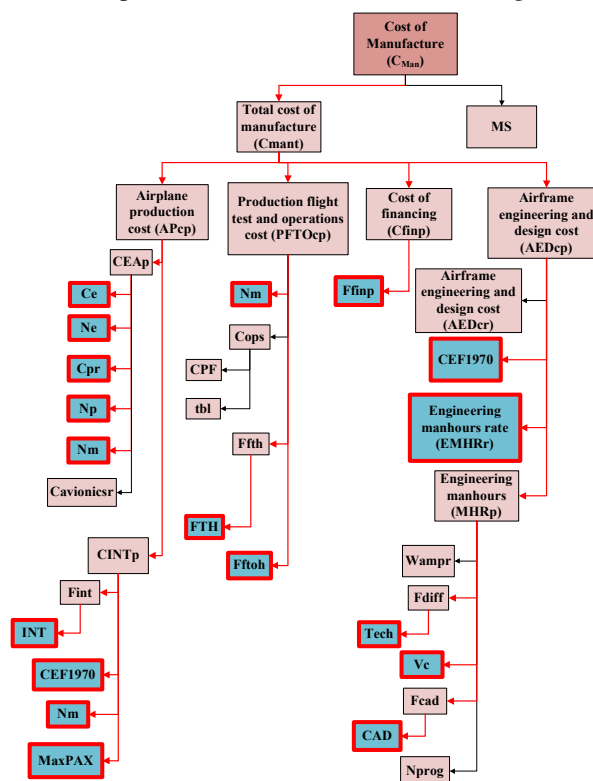 Cost of
Manufacture
(CMan)
Total cost of
manufacture
(Cmant)
MS
Airplane
production
cost (APcp)
Production flight
test and operations
cost (PFTOcp)
Cost of
financing
(Cfinp)
Airframe
engineering and
design cost
(AEDcp)
CEAp
Ce
Ne
Cpr
Np
Nm
Cavionicsr
CINTp
Fint
INT
CEF1970
Nm
MaxPAX
Nm
Cops
CPF
tbl
Ffth
FTH
Fftoh
Ffinp
Airframe
engineering and
design cost
(AEDcr)
CEF1970
Engineering
manhours rate
(EMHRr)
Engineering
manhours
(MHRp)
Wampr
Fdiff
Tech
Vc
Fcad
CAD
Nprog